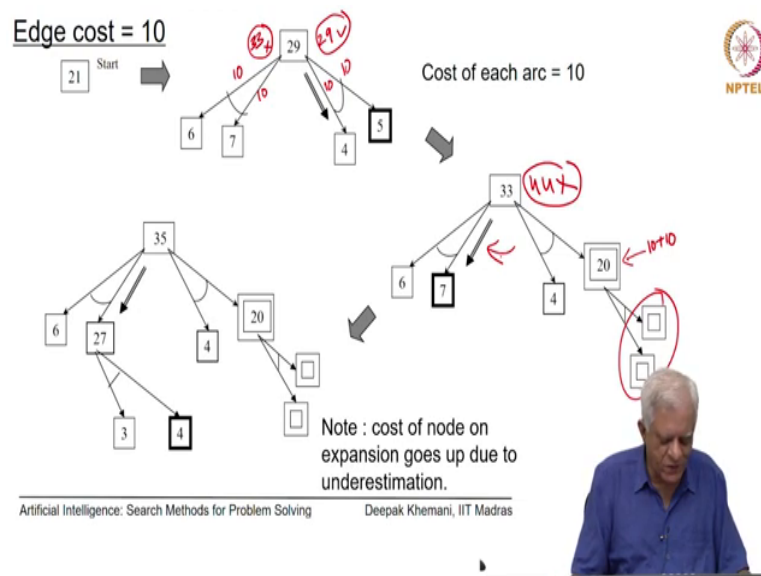 Edge cost = 10
21 Start
33x 29 29✓
10 10 10 10
6 7 4 5
Cost of each arc = 10
NPTEL
33 44x
6 7 4 20 ← 10+10
35
6 27 4 20
3 4
Note : cost of node on
expansion goes up due to
underestimation.
Artificial Intelligence: Search Methods for Problem Solving Deepak Khemani, IIT Madras